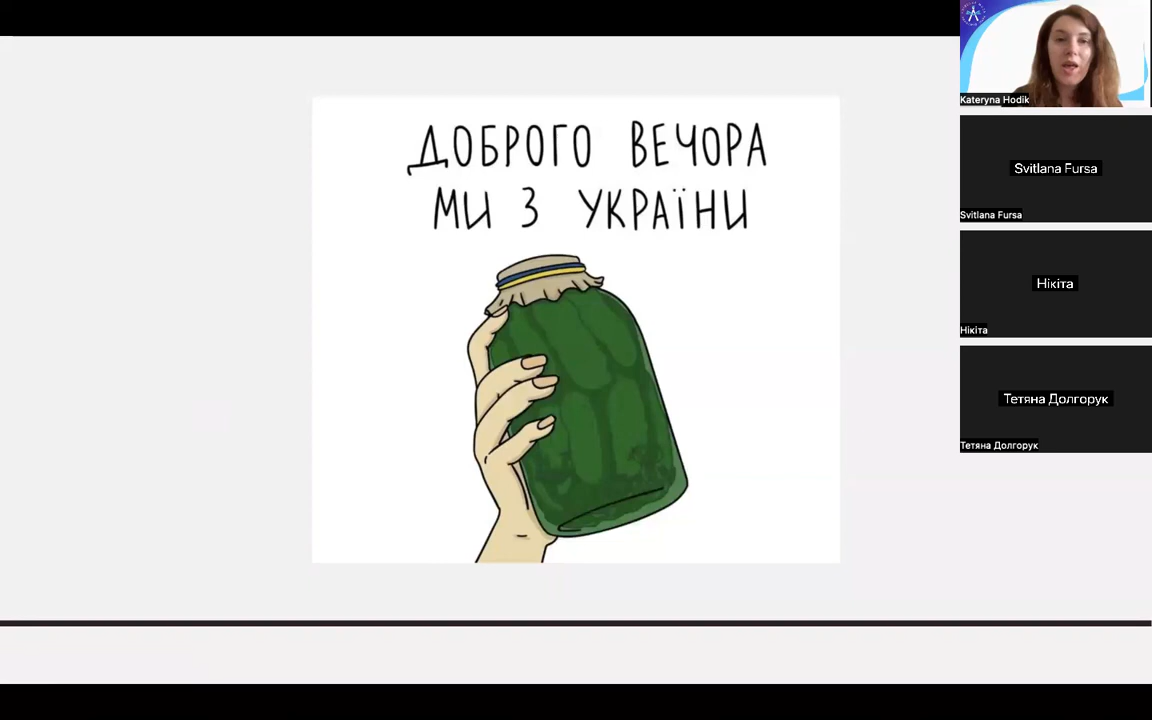 ДОБРОГО ВЕЧОРА
МИ З УКРАЇНИ
Kateryna Hodik
Svitlana Fursa
Svitlana Fursa
Нікіта
Нікіта
Тетяна Долгорук
Тетяна Долгорук